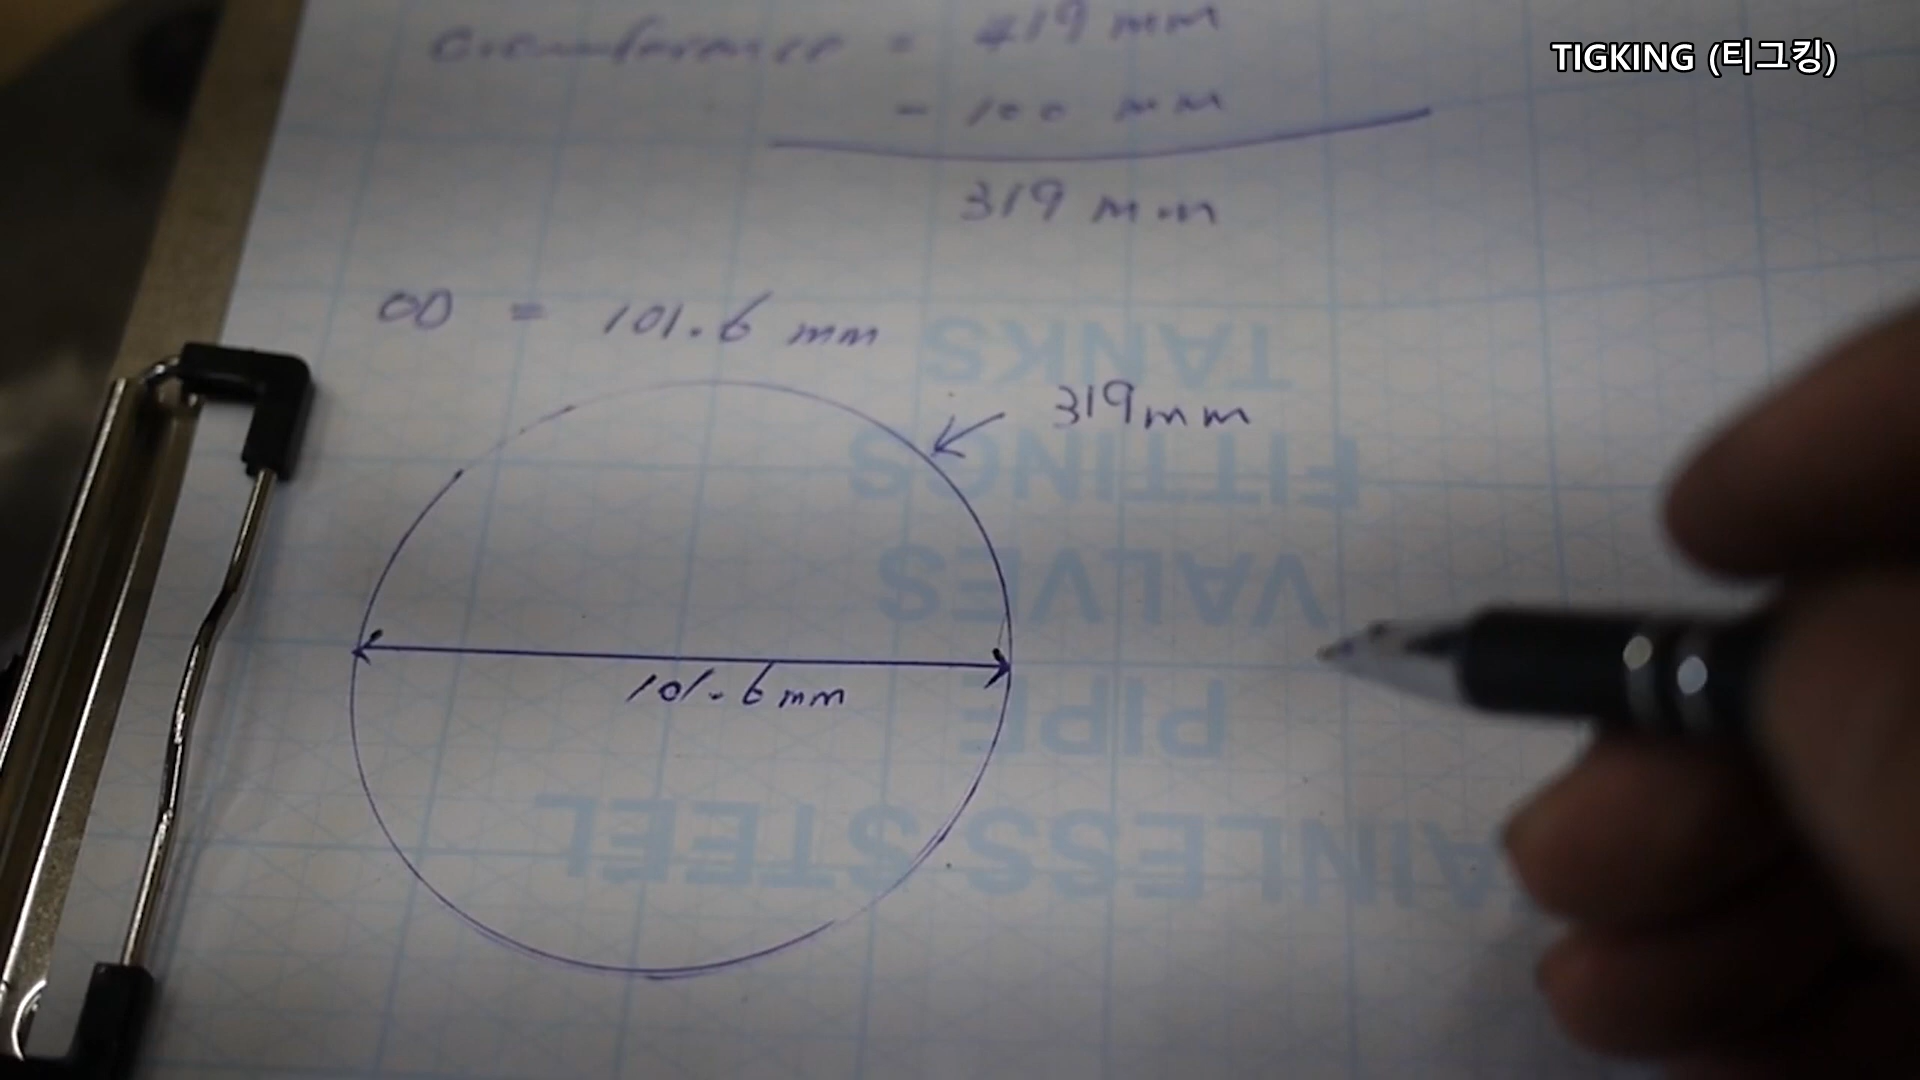 TIGKING (티그킹)
Circumference = 419 mm
- 100 mm
319 mm
OD = 101.6 mm
319mm
101.6mm
TANKS
FITTINGS
VALVES
PIPE
AINLESS STEEL